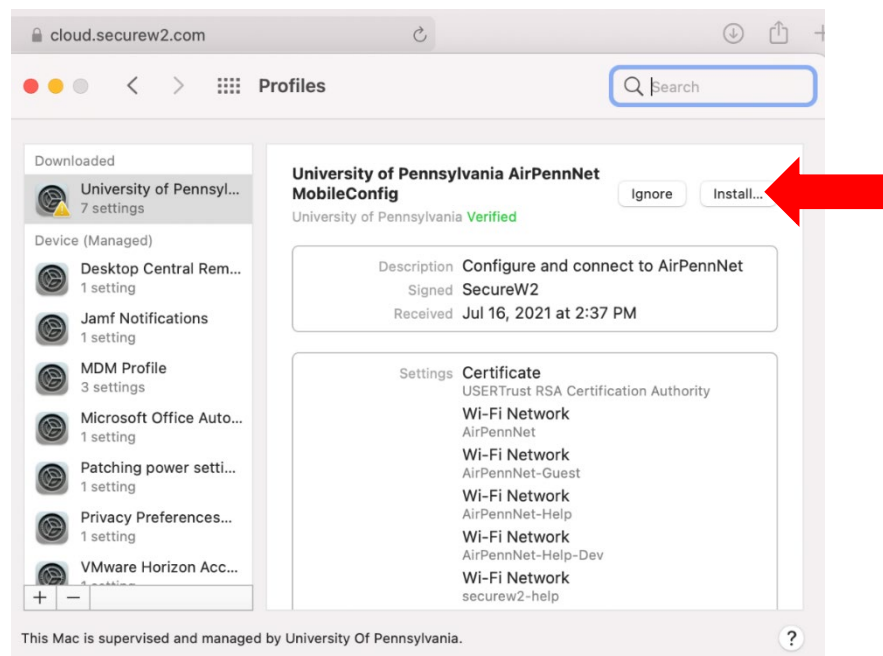 cloud.securew2.com
Profiles
Search
Downloaded
University of Pennsyl...
7 settings
Device (Managed)
Desktop Central Rem...
1 setting
Jamf Notifications
1 setting
MDM Profile
3 settings
Microsoft Office Auto...
1 setting
Patching power setti...
1 setting
Privacy Preferences...
1 setting
VMware Horizon Acc...
University of Pennsylvania AirPennNet
MobileConfig
University of Pennsylvania Verified
Ignore
Install...
Description Configure and connect to AirPennNet
Signed SecureW2
Received Jul 16, 2021 at 2:37 PM
Settings Certificate
USERTrust RSA Certification Authority
Wi-Fi Network
AirPennNet
Wi-Fi Network
AirPennNet-Guest
Wi-Fi Network
AirPennNet-Help
Wi-Fi Network
AirPennNet-Help-Dev
Wi-Fi Network
securew2-help
This Mac is supervised and managed by University Of Pennsylvania.
?